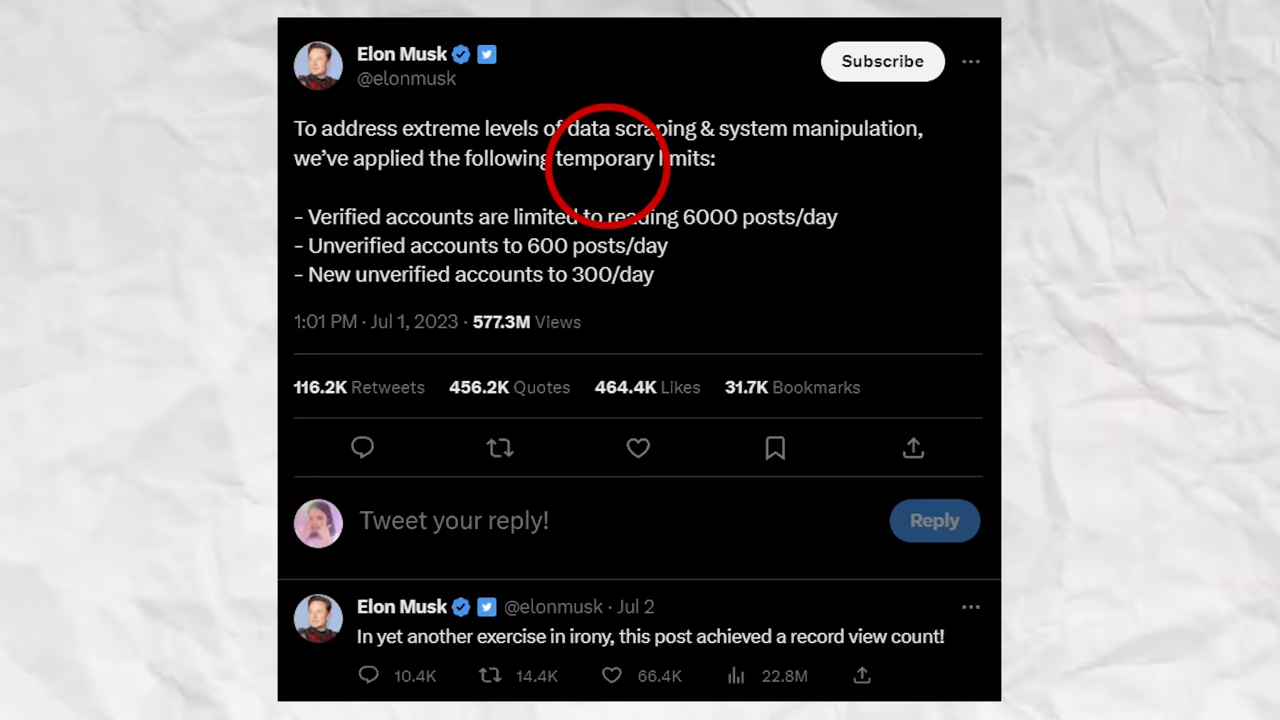 Elon Musk
Subscribe
@elonmusk
To address extreme levels of data scraping & system manipulation,
we've applied the following temporary limits:
- Verified accounts are limited to reading 6000 posts/day
- Unverified accounts to 600 posts/day
- New unverified accounts to 300/day
1:01 PM · Jul 1, 2023 · 577.3M Views
116.2K Retweets 456.2K Quotes 464.4K Likes 31.7K Bookmarks
Tweet your reply!
Reply
Elon Musk @elonmusk · Jul 2
In yet another exercise in irony, this post achieved a record view count!
10.4K 14.4K 66.4K 22.8M